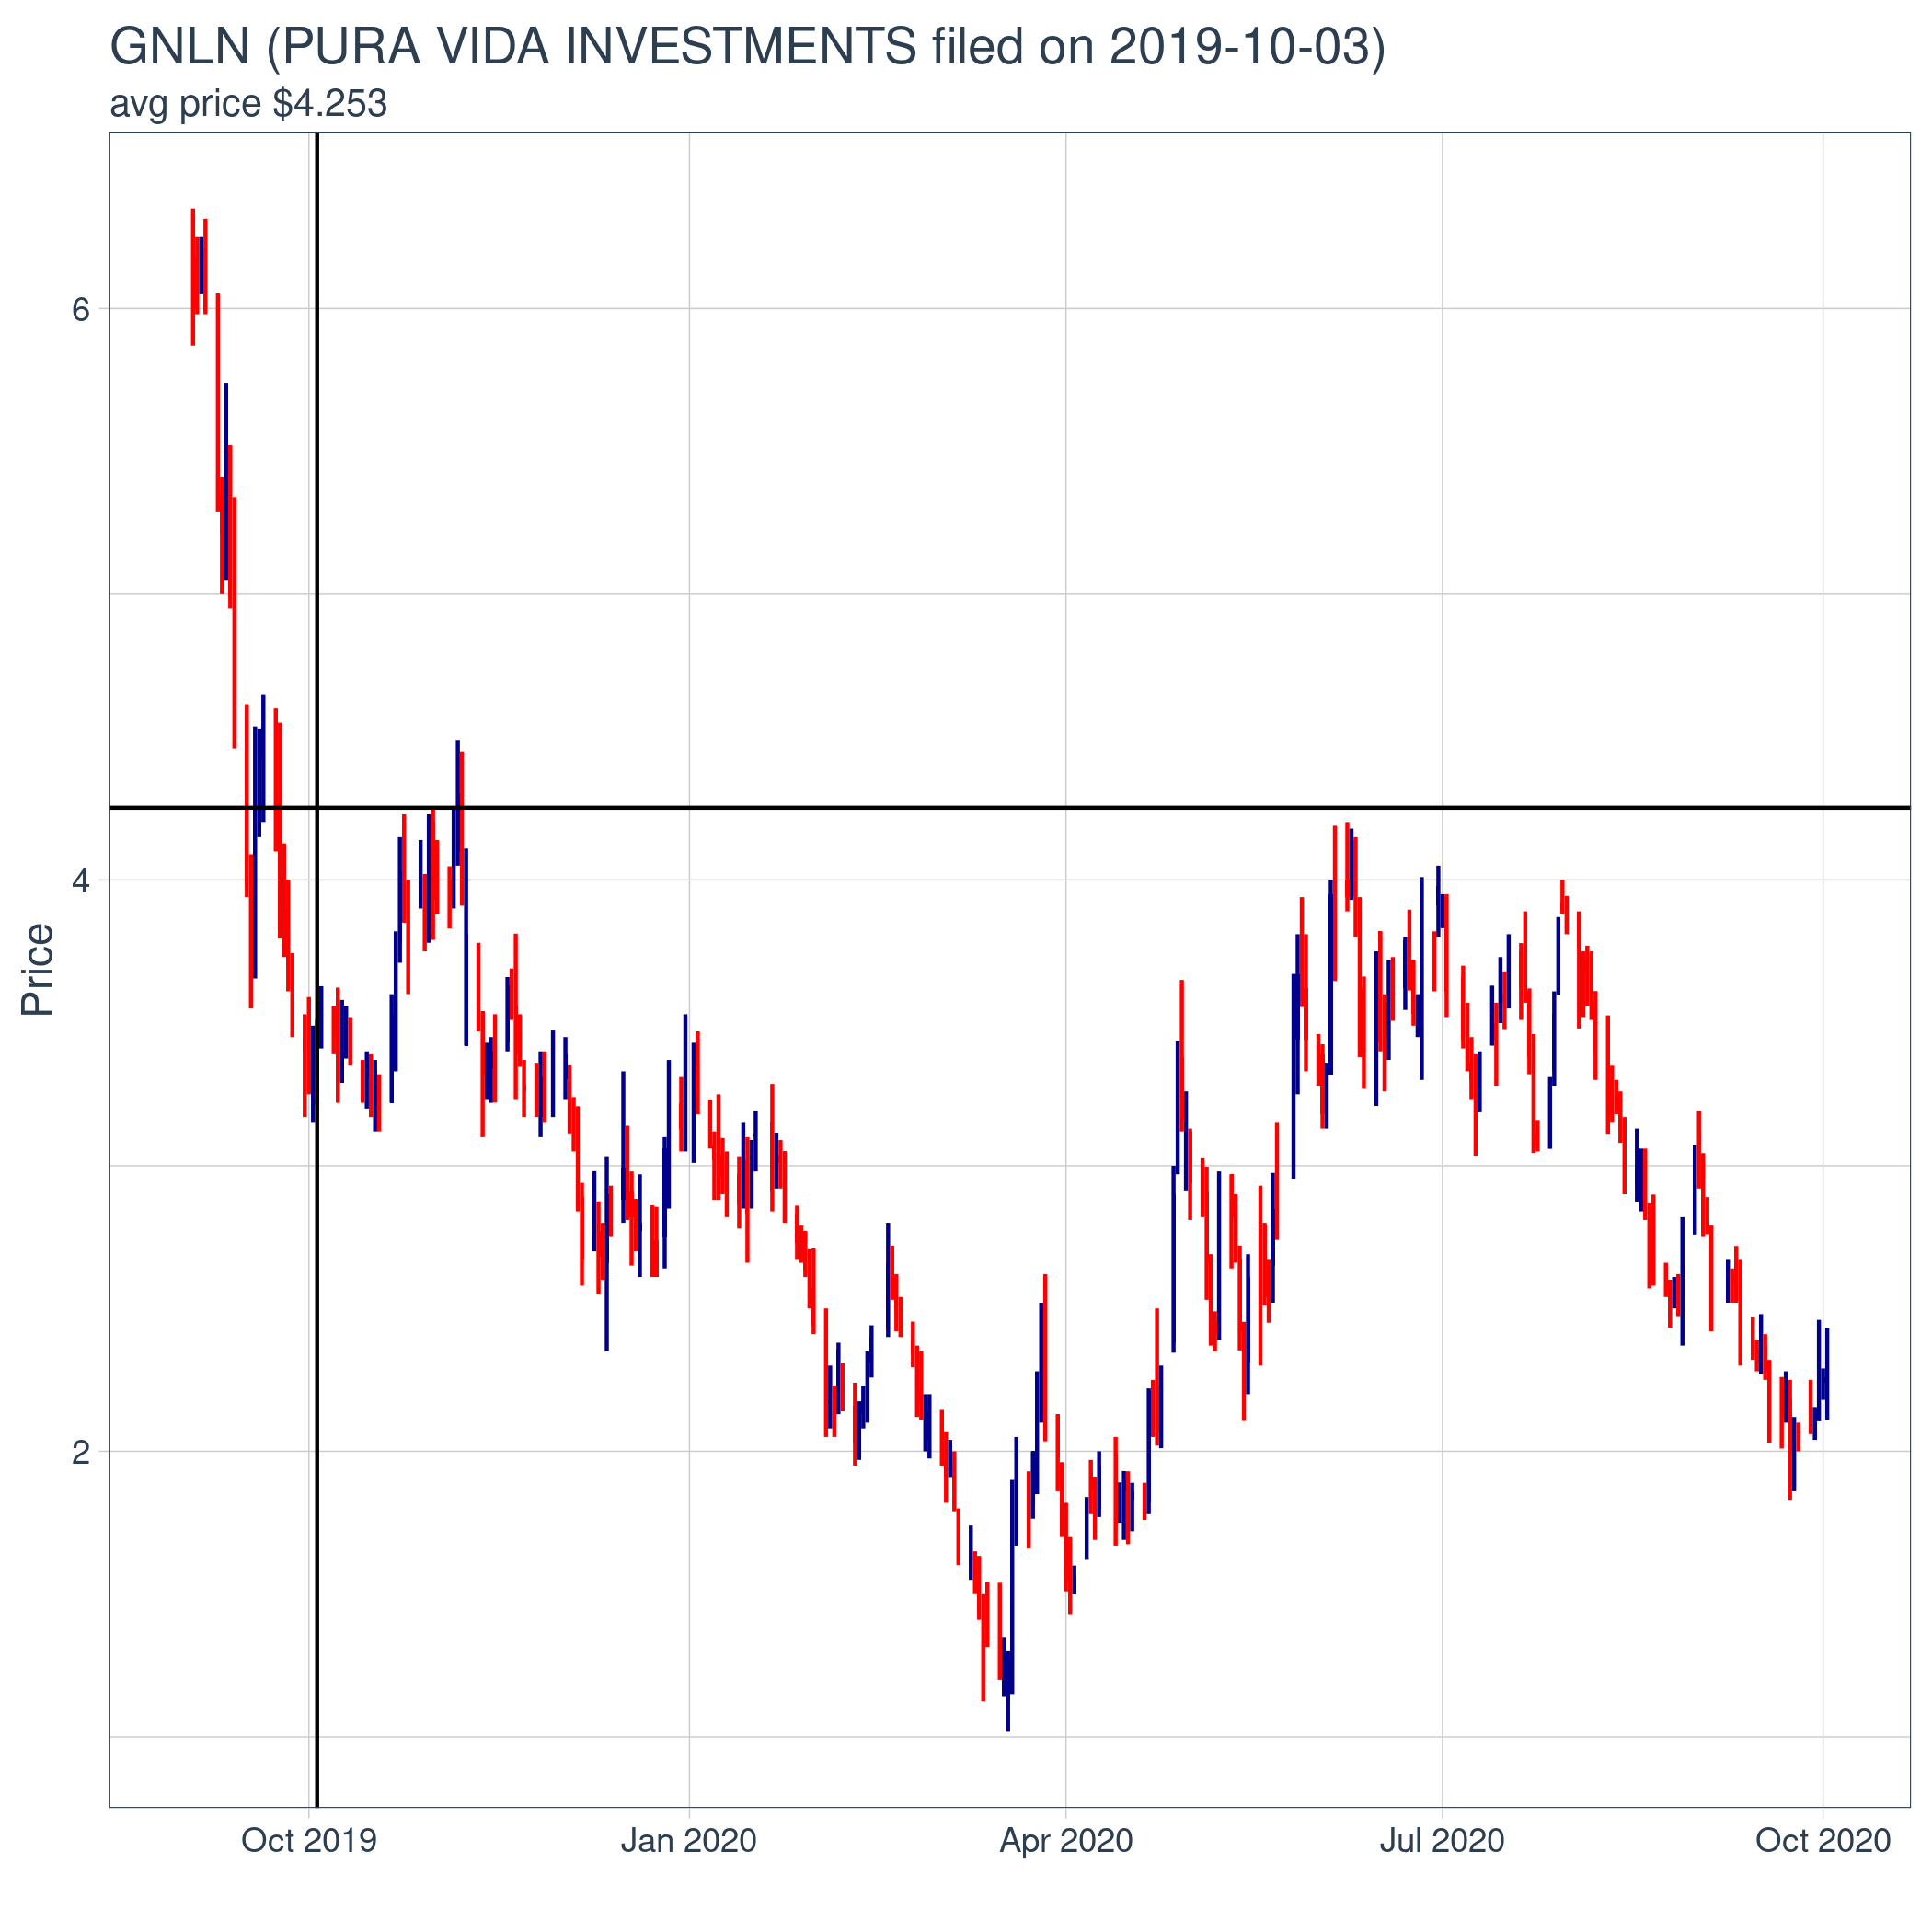 GNLN (PURA VIDA INVESTMENTS filed on 2019-10-03)
avg price $4.253
6
4
2
Price
Oct 2019
Jan 2020
Apr 2020
Jul 2020
Oct 2020